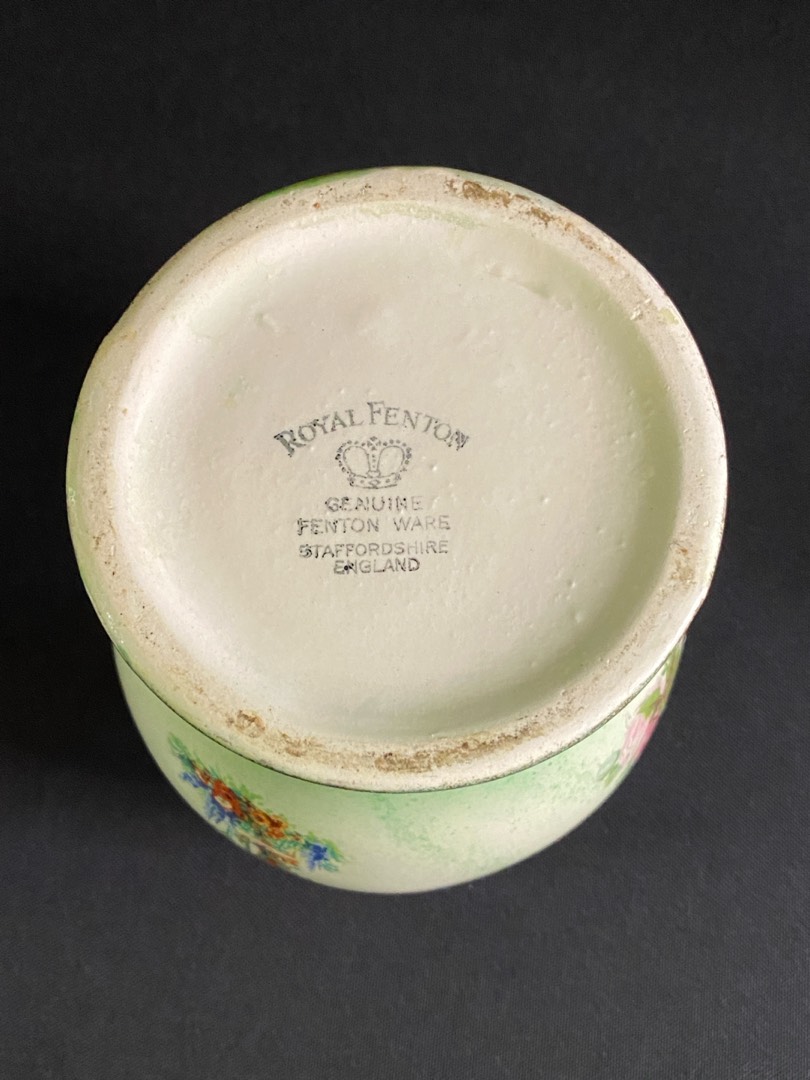 ROYAL FENTON
GENUINE
FENTON WARE
STAFFORDSHIRE
ENGLAND